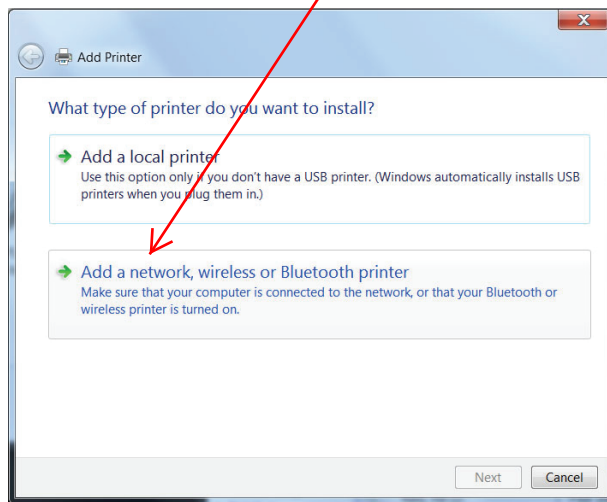 Add Printer
What type of printer do you want to install?
Add a local printer
Use this option only if you don't have a USB printer. (Windows automatically installs USB
printers when you plug them in.)
Add a network, wireless or Bluetooth printer
Make sure that your computer is connected to the network, or that your Bluetooth or
wireless printer is turned on.
Next
Cancel